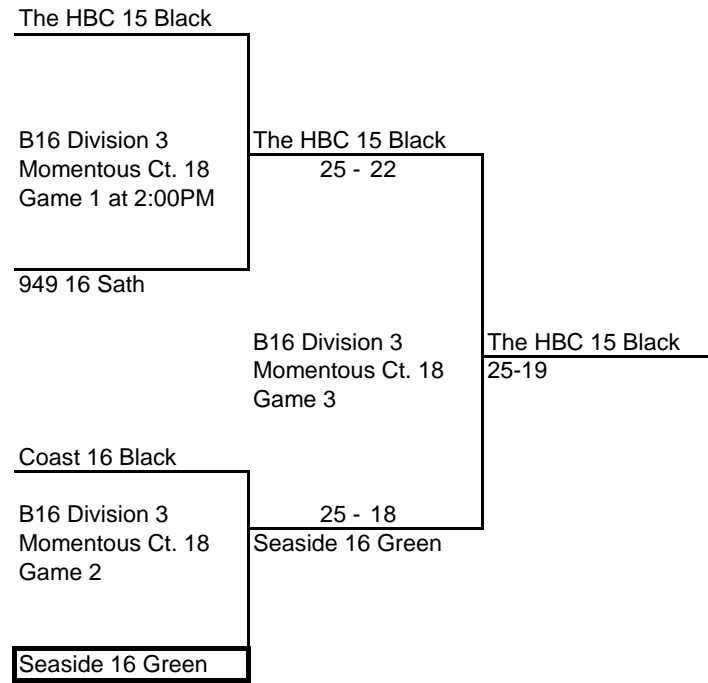 The HBC 15 Black
B16 Division 3
Momentous Ct. 18
Game 1 at 2:00PM
The HBC 15 Black
25 - 22
949 16 Sath
B16 Division 3
Momentous Ct. 18
Game 3
The HBC 15 Black
25-19
Coast 16 Black
B16 Division 3
Momentous Ct. 18
Game 2
25 - 18
Seaside 16 Green
Seaside 16 Green